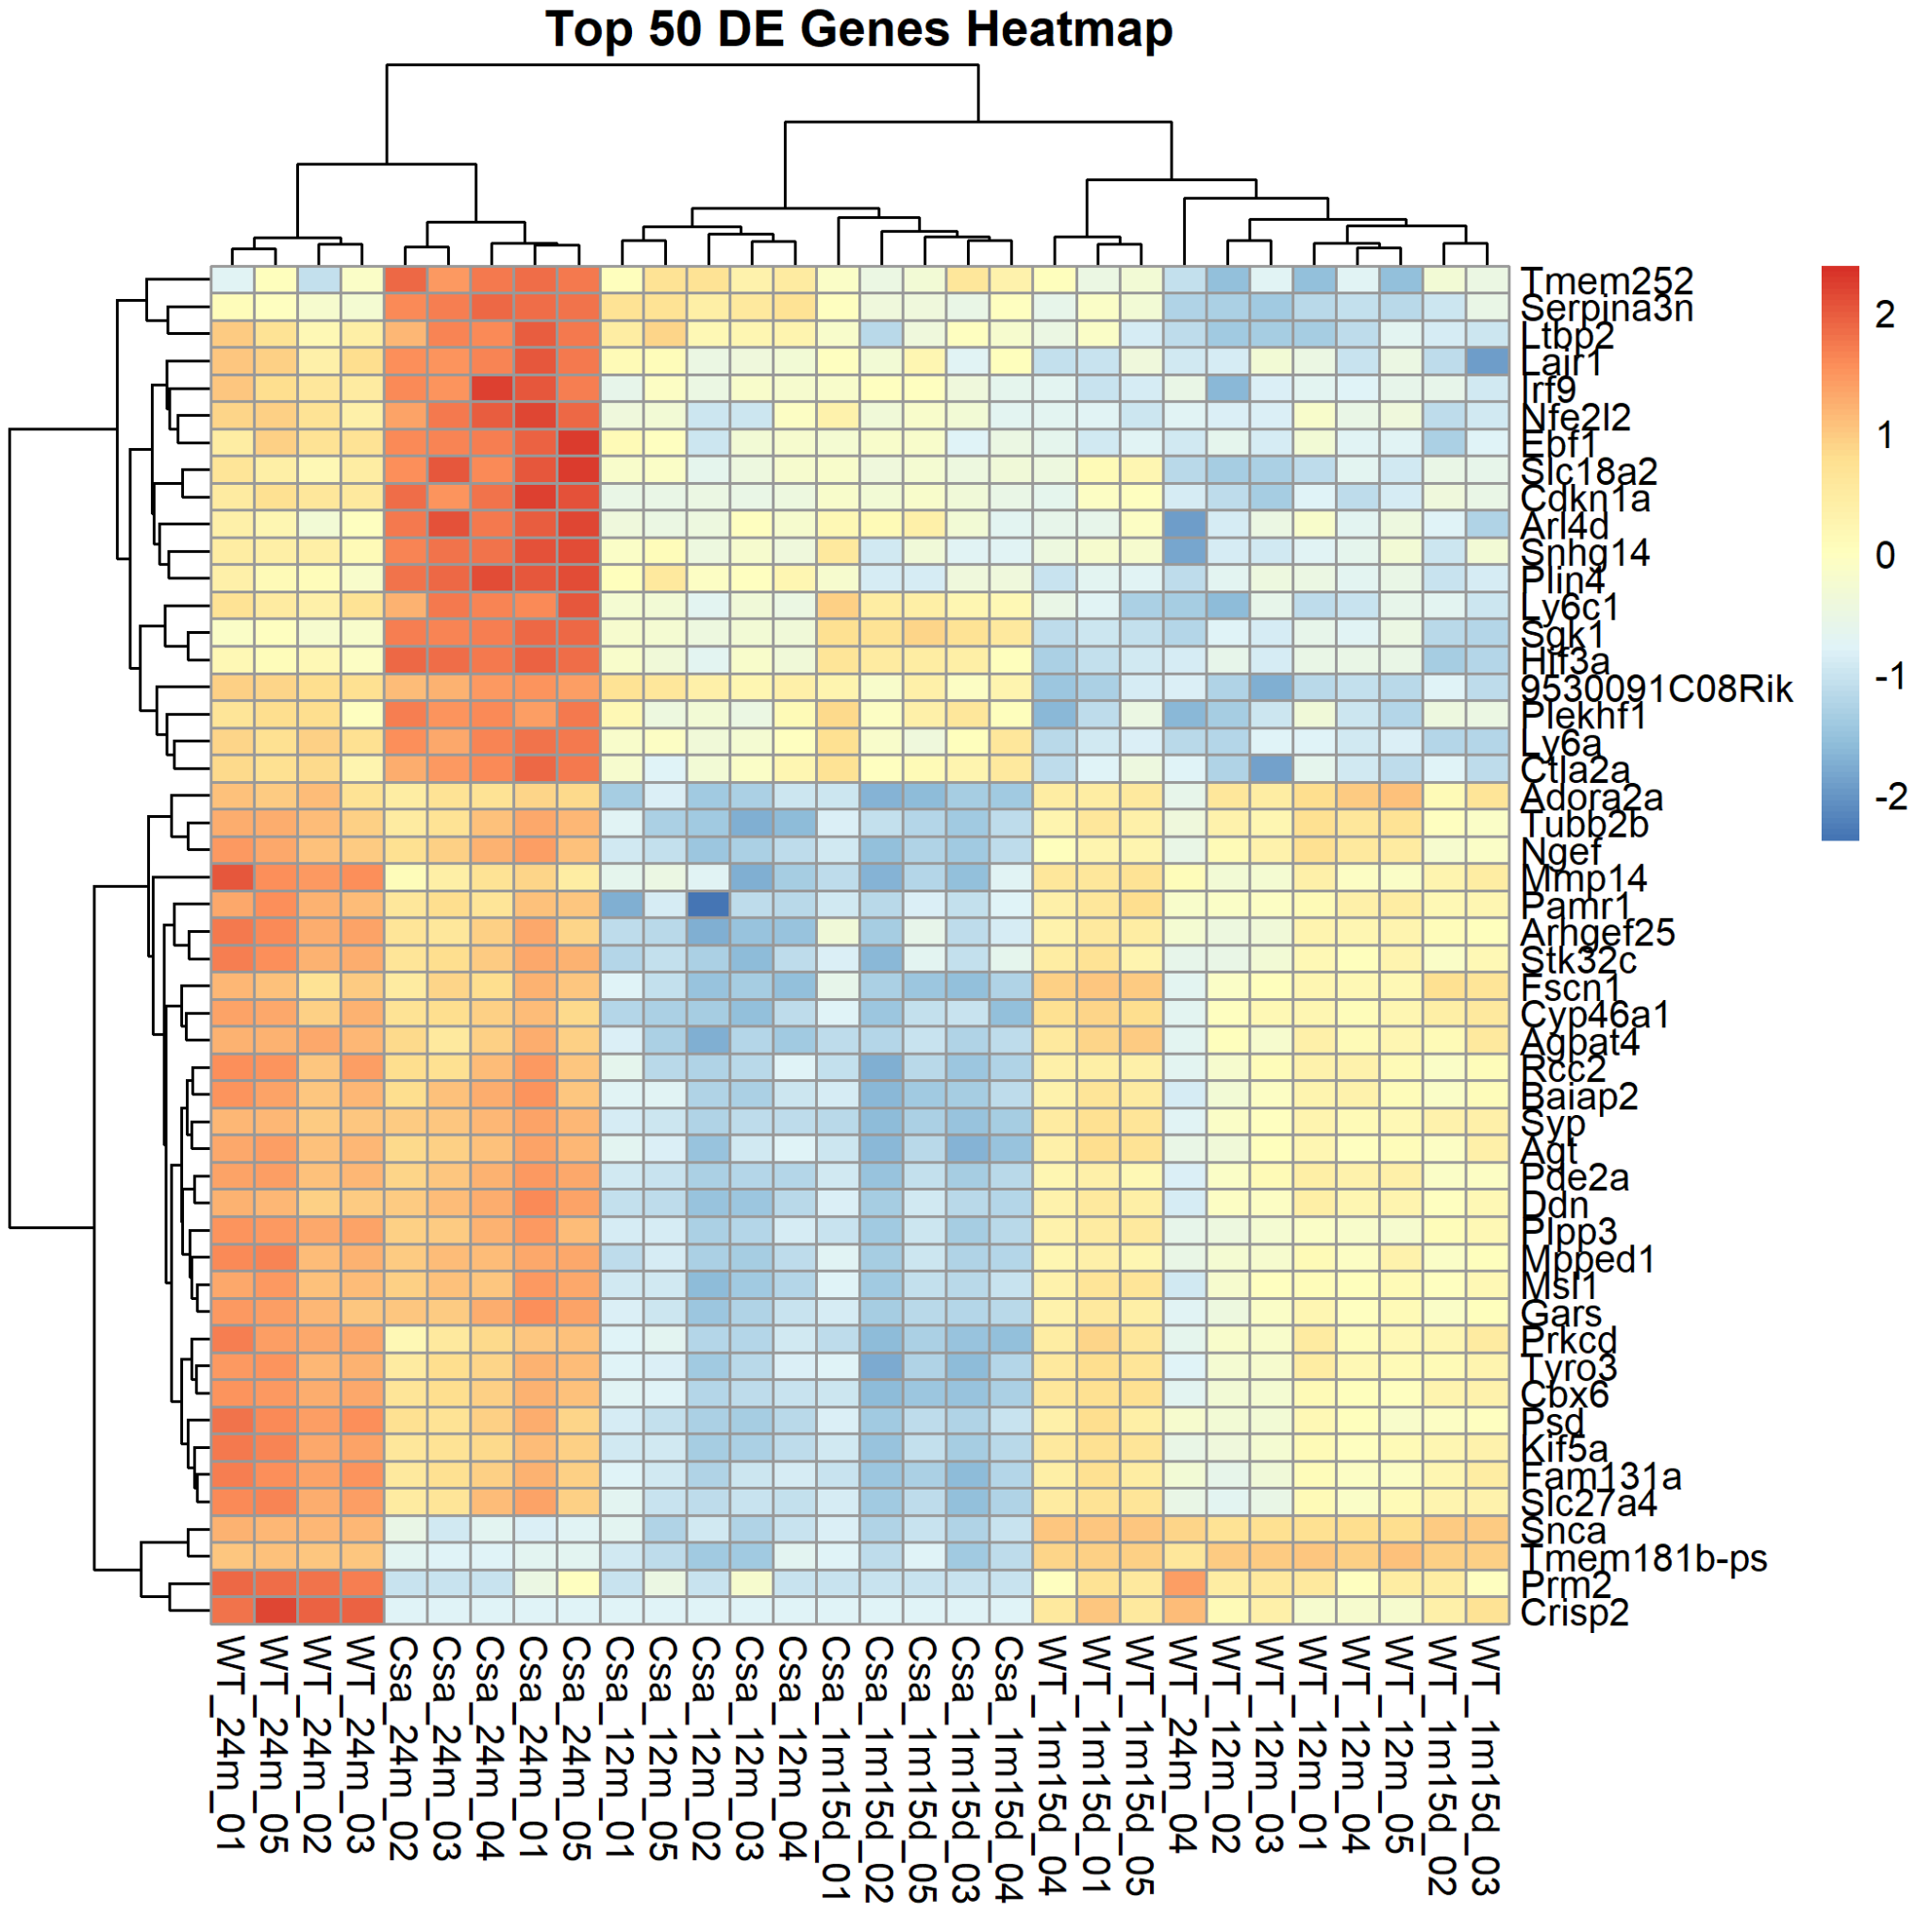 Top 50 DE Genes Heatmap
Tmem252
Serpina3n
Ltbp2
Lair1
Irf9
Nfe2l2
Ebf1
Slc18a2
Cdkn1a
Arl4d
Snhg14
Plin4
Ly6c1
Sgk1
Hif3a
9530091C08Rik
Plekhf1
Ly6a
Ctla2a
Adora2a
Tubb2b
Ngef
Mmp14
Pamr1
Arhgef25
Stk32c
Fscn1
Cyp46a1
Agpat4
Rcc2
Baiap2
Syp
Agt
Pde2a
Ddn
Plpp3
Mpped1
Msl1
Gars
Prkcd
Tyro3
Cbx6
Psd
Kif5a
Fam131a
Slc27a4
Snca
Tmem181b-ps
Prm2
Crisp2
2
1
0
-1
-2
WT_24m_01
WT_24m_05
WT_24m_02
WT_24m_03
Csa_24m_02
Csa_24m_03
Csa_24m_04
Csa_24m_01
Csa_24m_05
Csa_12m_01
Csa_12m_05
Csa_12m_02
Csa_12m_03
Csa_12m_04
Csa_1m15d_01
Csa_1m15d_02
Csa_1m15d_05
Csa_1m15d_03
Csa_1m15d_04
WT_1m15d_04
WT_1m15d_01
WT_1m15d_05
WT_24m_04
WT_12m_02
WT_12m_03
WT_12m_01
WT_12m_04
WT_12m_05
WT_1m15d_02
WT_1m15d_03